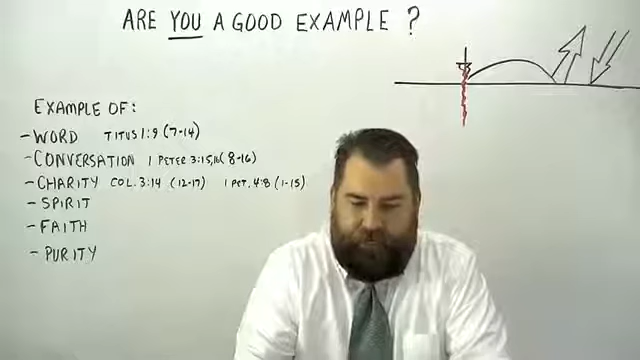 ARE YOU A GOOD EXAMPLE ?
EXAMPLE OF:
- WORD TITUS 1:9 (7-14)
- CONVERSATION 1 PETER 3:15,16 (8-16)
- CHARITY COL. 3:14 (12-17) 1 PET. 4:8 (1-15)
- SPIRIT
- FAITH
- PURITY